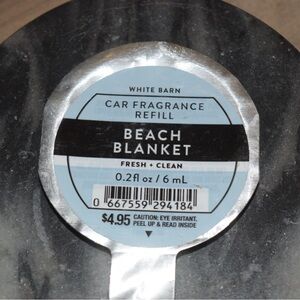 WHITE BARN
CAR FRAGRANCE
REFILL
BEACH
BLANKET
FRESH + CLEAN
0.2fl oz / 6 mL
0 667559 294184
$4.95 CAUTION: EYE IRRITANT.
PEEL UP & READ INSIDE